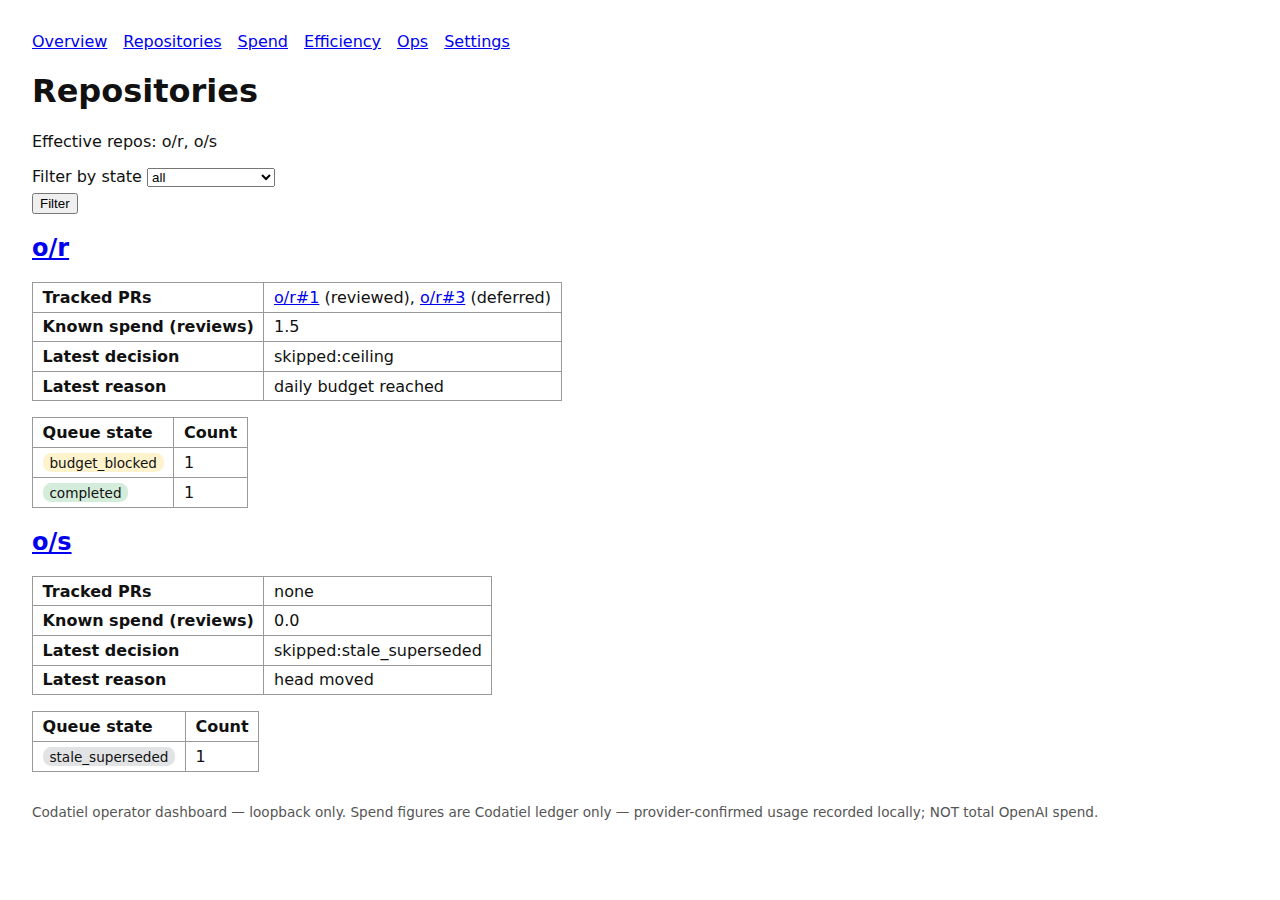 Overview Repositories Spend Efficiency Ops Settings
Repositories
Effective repos: o/r, o/s
Filter by state all
Filter
o/r
Tracked PRs o/r#1 (reviewed), o/r#3 (deferred)
Known spend (reviews) 1.5
Latest decision skipped:ceiling
Latest reason daily budget reached
Queue state Count
budget_blocked 1
completed 1
o/s
Tracked PRs none
Known spend (reviews) 0.0
Latest decision skipped:stale_superseded
Latest reason head moved
Queue state Count
stale_superseded 1
Codatiel operator dashboard — loopback only. Spend figures are Codatiel ledger only — provider-confirmed usage recorded locally; NOT total OpenAI spend.